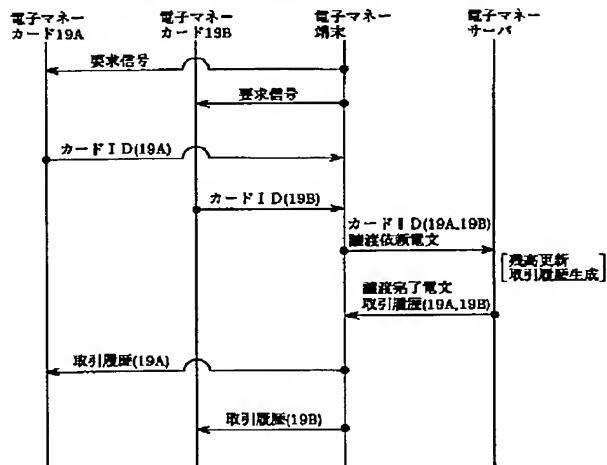 電子マネー
カード19A
電子マネー
カード19B
電子マネー
端末
電子マネー
サーバ
要求信号
要求信号
カードID(19A)
カードID(19B)
カードID(19A,19B)
譲渡依頼電文
残高更新
取引履歴生成
譲渡完了電文
取引履歴(19A,19B)
取引履歴(19A)
取引履歴(19B)